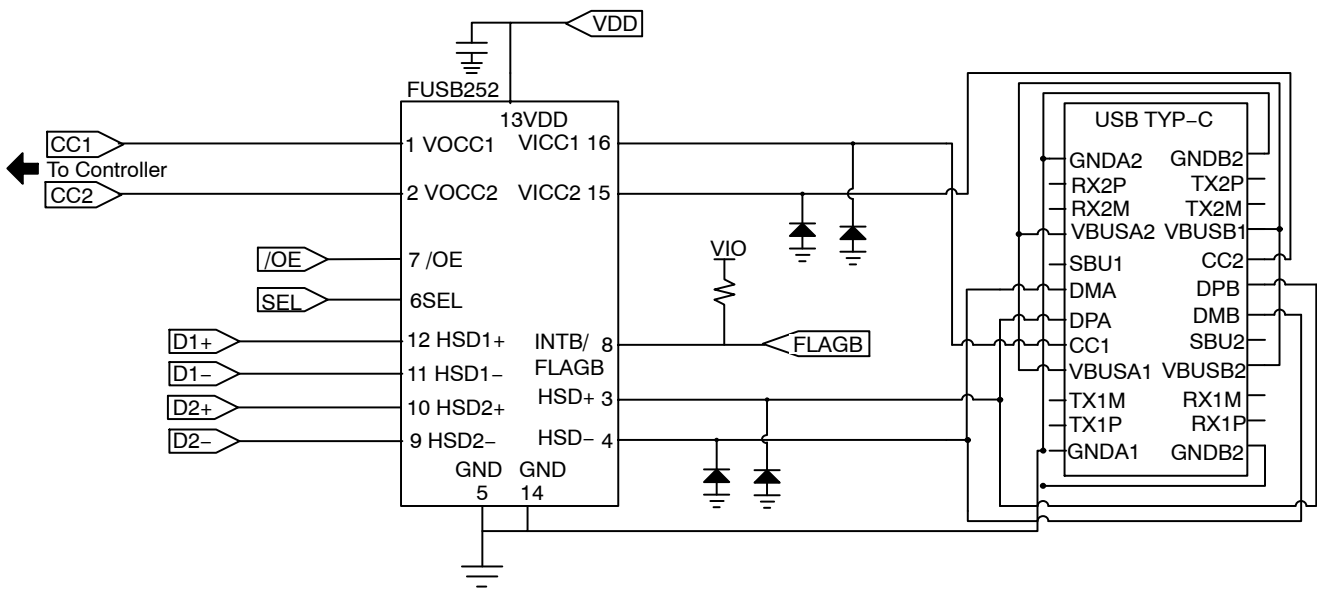 VDD
FUSB252
13VDD
CC1
1 VOCC1
VICC1 16
To Controller
CC2
2 VOCC2
VICC2 15
/OE
7 /OE
SEL
6SEL
D1+
12 HSD1+
D1−
11 HSD1−
D2+
10 HSD2+
D2−
9 HSD2−
INTB/ 8
FLAGB
HSD+ 3
HSD− 4
GND
5
GND
14
VIO
FLAGB
USB TYP−C
GNDA2
GNDB2
RX2P
TX2P
RX2M
TX2M
VBUSA2
VBUSB1
SBU1
CC2
DMA
DPB
DPA
DMB
CC1
SBU2
VBUSA1
VBUSB2
TX1M
RX1M
TX1P
RX1P
GNDA1
GNDB2